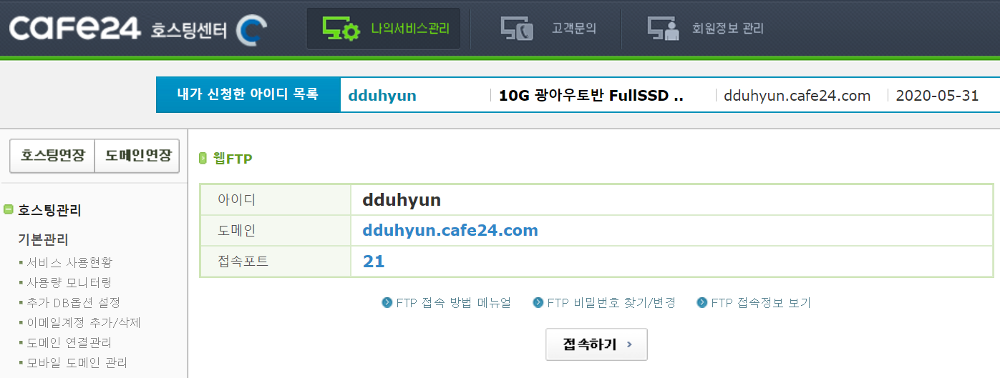 CAFE24 호스팅센터 나의서비스관리 고객문의 회원정보 관리
내가 신청한 아이디 목록 dduhyun 10G 광아우토반 FullSSD .. dduhyun.cafe24.com 2020-05-31
호스팅연장 도메인연장
웹FTP
아이디 dduhyun
도메인 dduhyun.cafe24.com
접속포트 21
FTP 접속 방법 메뉴얼 FTP 비밀번호 찾기/변경 FTP 접속정보 보기
접속하기
호스팅관리
기본관리
서비스 사용현황
사용량 모니터링
추가 DB옵션 설정
이메일계정 추가/삭제
도메인 연결관리
모바일 도메인 관리